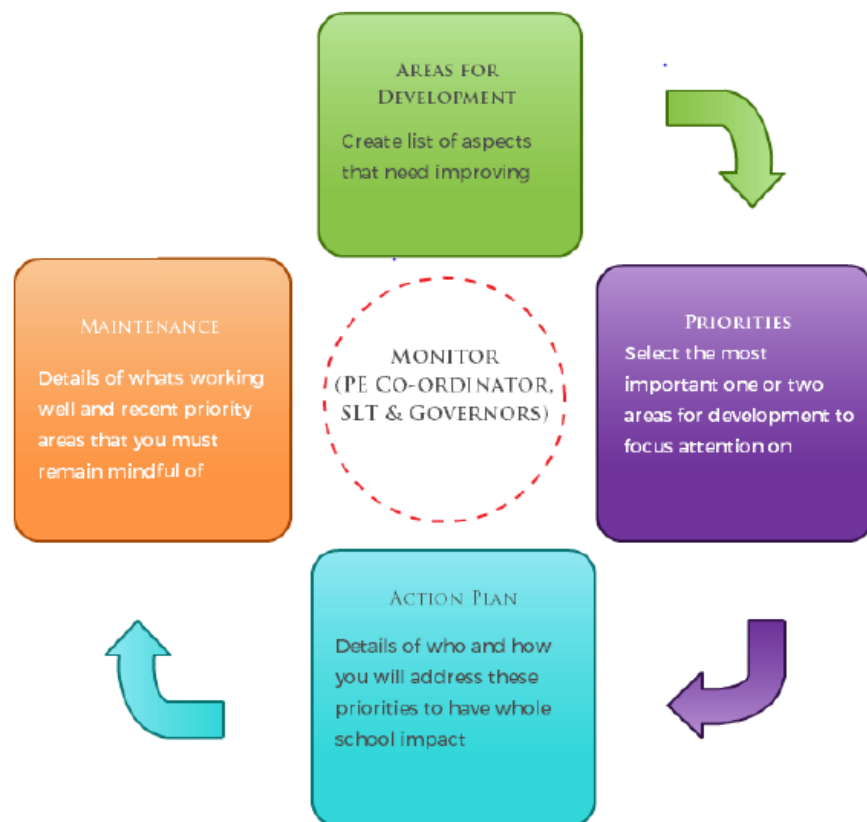 AREAS FOR
DEVELOPMENT
Create list of aspects
that need improving
PRIORITIES
Select the most
important one or two
areas for development to
focus attention on
ACTION PLAN
Details of who and how
you will address these
priorities to have whole
school impact
MAINTENANCE
Details of whats working
well and recent priority
areas that you must
remain mindful of
MONITOR
(PE CO-ORDINATOR,
SLT & GOVERNORS)